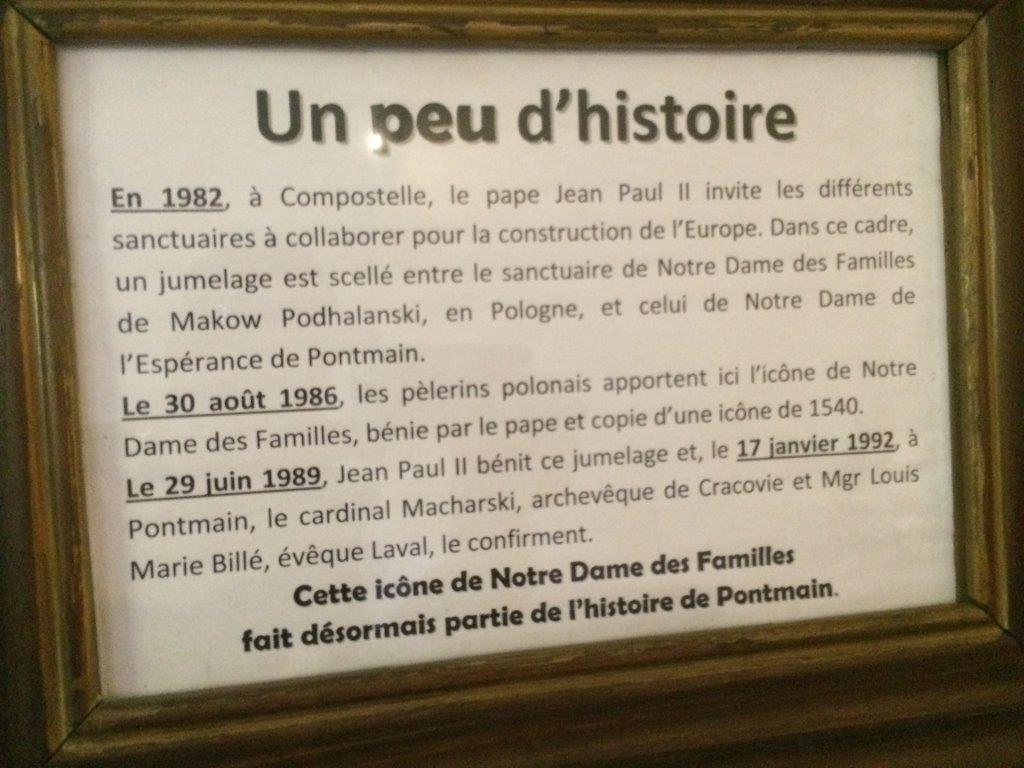 Un peu d'histoire
En 1982, à Compostelle, le pape Jean Paul II invite les différents
sanctuaires à collaborer pour la construction de l'Europe. Dans ce cadre,
un jumelage est scellé entre le sanctuaire de Notre Dame des Familles
de Makow Podhalanski, en Pologne, et celui de Notre Dame de
l'Espérance de Pontmain.
Le 30 août 1986, les pèlerins polonais apportent ici l'icône de Notre
Dame des Familles, bénie par le pape et copie d'une icône de 1540.
Le 29 juin 1989, Jean Paul II bénit ce jumelage et, le 17 janvier 1992, à
Pontmain, le cardinal Macharski, archevêque de Cracovie et Mgr Louis
Marie Billé, évêque Laval, le confirment.
Cette icône de Notre Dame des Familles
fait désormais partie de l'histoire de Pontmain.